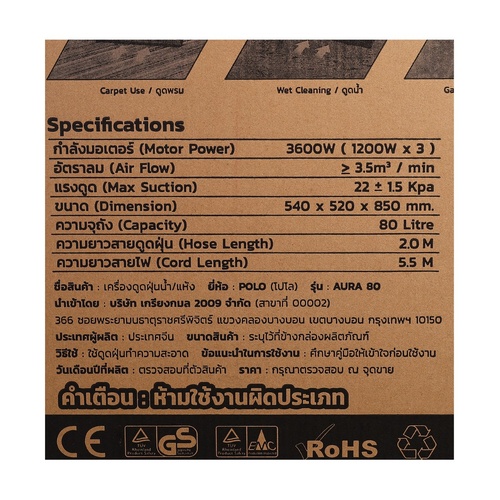 Carpet Use / ดูดพรม
Wet Cleaning / ดูดน้ำ
Ga
Specifications
กำลังมอเตอร์ (Motor Power) 3600W ( 1200W x 3 )
อัตราลม (Air Flow) ≥ 3.5m³ / min
แรงดูด (Max Suction) 22 ± 1.5 Kpa
ขนาด (Dimension) 540 x 520 x 850 mm.
ความจุถัง (Capacity) 80 Litre
ความยาวสายดูดฝุ่น (Hose Length) 2.0 M
ความยาวสายไฟ (Cord Length) 5.5 M
ชื่อสินค้า : เครื่องดูดฝุ่นน้ำ/แห้ง ยี่ห้อ : POLO (โปโล) รุ่น : AURA 80
นำเข้าโดย : บริษัท เกรียงกมล 2009 จำกัด (สาขาที่ 00002)
366 ซอยพระยามนธาตุราชศรีพิจิตร์ แขวงคลองบางบอน เขตบางบอน กรุงเทพฯ 10150
ประเทศผู้ผลิต : ประเทศจีน ขนาดสินค้า : ระบุไว้ที่ข้างกล่องผลิตภัณฑ์
วิธีใช้ : ใช้ดูดฝุ่นทำความสะอาด ข้อแนะนำในการใช้งาน : ศึกษาคู่มือให้เข้าใจก่อนใช้งาน
วันเดือนปีที่ผลิต : ตรวจสอบที่ตัวสินค้า ราคา : กรุณาตรวจสอบ ณ จุดขาย
คำเตือน : ห้ามใช้งานผิดประเภท
CE TUV GS TUV EMC RoHS